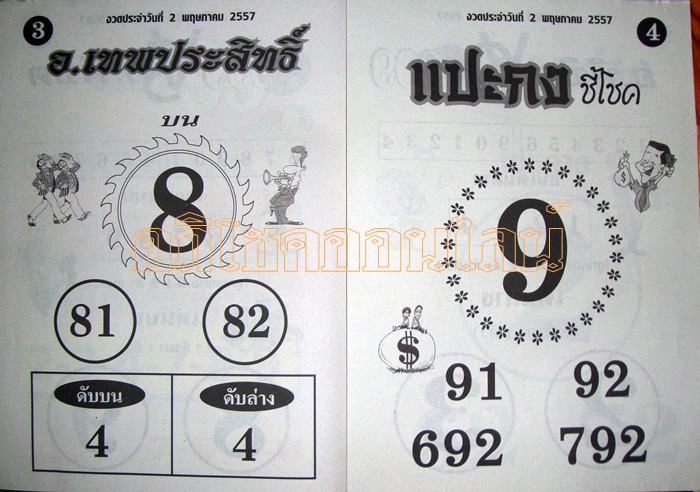 3
งวดประจำวันที่ 2 พฤษภาคม 2557
อ.เทพประสิทธิ์
บน
8
81
82
ดับบน
ดับล่าง
4
4
งวดประจำวันที่ 2 พฤษภาคม 2557
4
แปะกง ชี้โชค
9
$
91
92
692
792